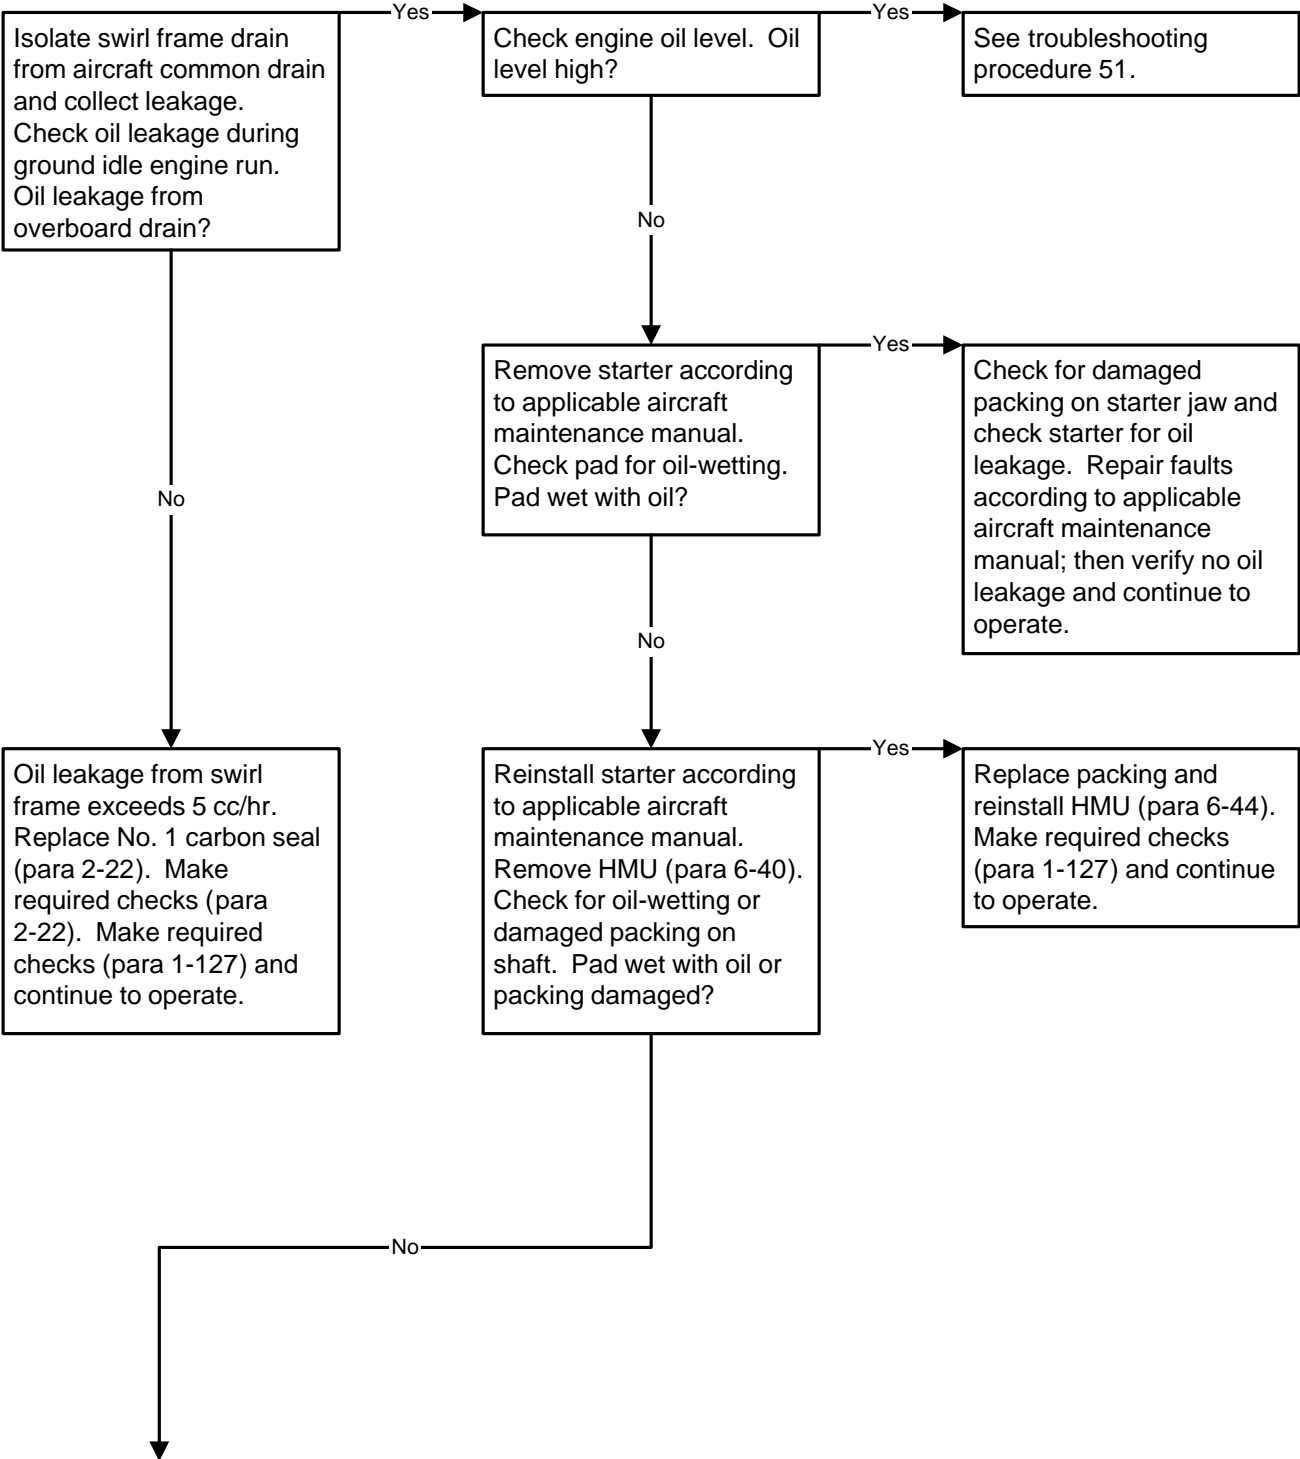 Yes
Yes
Isolate swirl frame drain
from aircraft common drain
and collect leakage.
Check oil leakage during
ground idle engine run.
Oil leakage from
overboard drain?
Check engine oil level.  Oil
level high?
See troubleshooting
procedure 51.
No
No
Remove starter according
to applicable aircraft
maintenance manual.
Check pad for oil-wetting.
Pad wet with oil?
Yes
Check for damaged
packing on starter jaw and
check starter for oil
leakage.  Repair faults
according to applicable
aircraft maintenance
manual; then verify no oil
leakage and continue to
operate.
No
Oil leakage from swirl
frame exceeds 5 cc/hr.
Replace No. 1 carbon seal
(para 2-22).  Make
required checks (para
2-22).  Make required
checks (para 1-127) and
continue to operate.
Reinstall starter according
to applicable aircraft
maintenance manual.
Remove HMU (para 6-40).
Check for oil-wetting or
damaged packing on
shaft.  Pad wet with oil or
packing damaged?
Yes
Replace packing and
reinstall HMU (para 6-44).
Make required checks
(para 1-127) and continue
to operate.
No